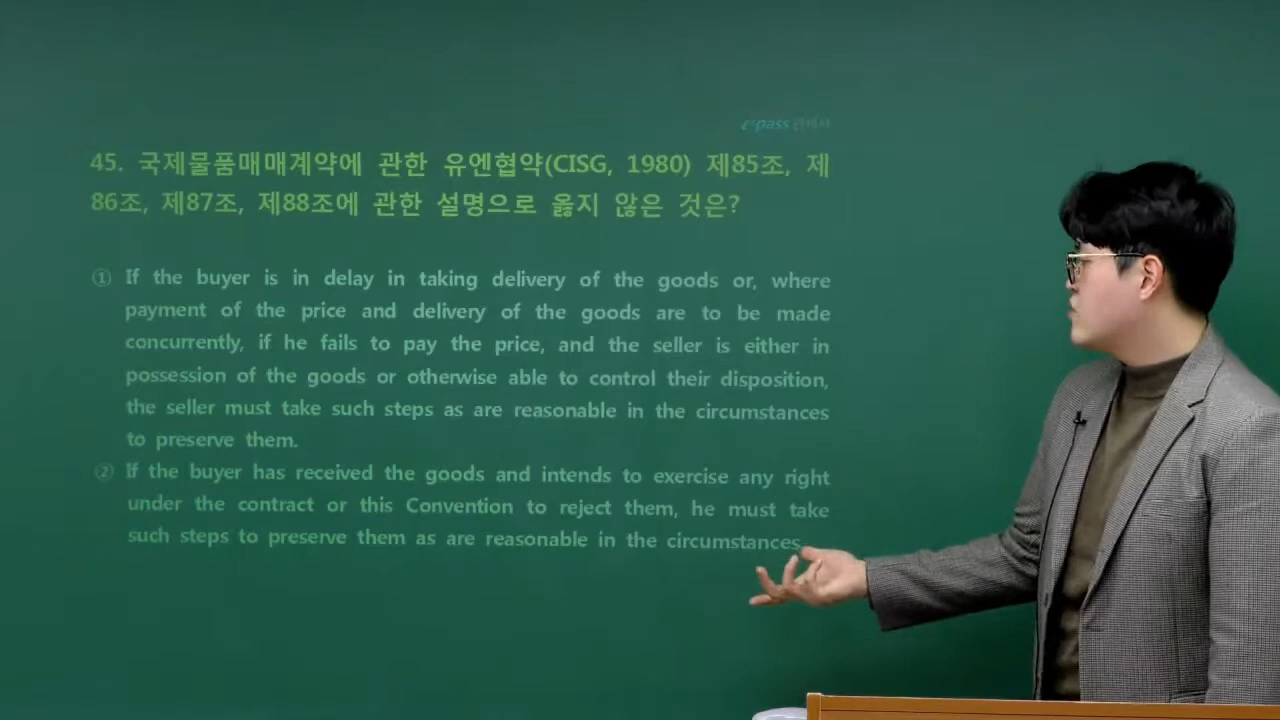 epass 관세사
45. 국제물품매매계약에 관한 유엔협약(CISG, 1980) 제85조, 제
86조, 제87조, 제88조에 관한 설명으로 옳지 않은 것은?
① If the buyer is in delay in taking delivery of the goods or, where
payment of the price and delivery of the goods are to be made
concurrently, if he fails to pay the price, and the seller is either in
possession of the goods or otherwise able to control their disposition,
the seller must take such steps as are reasonable in the circumstances
to preserve them.
② If the buyer has received the goods and intends to exercise any right
under the contract or this Convention to reject them, he must take
such steps to preserve them as are reasonable in the circumstances.